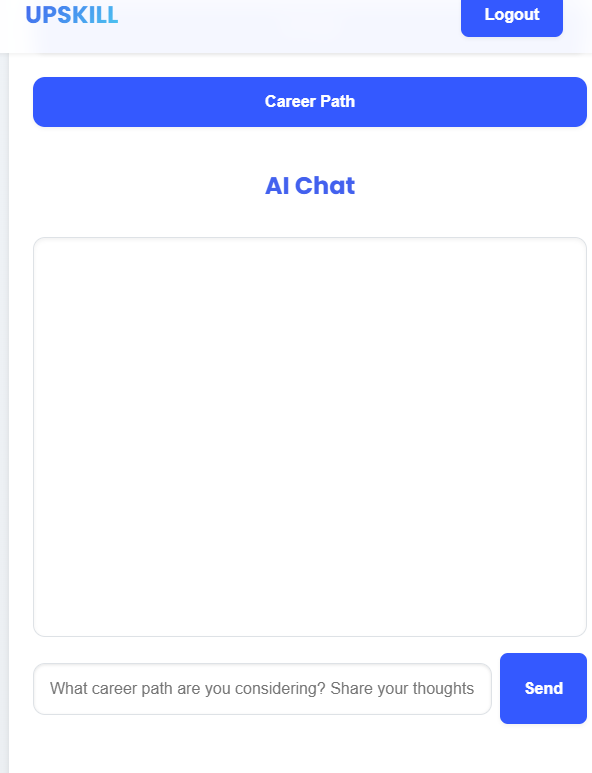 UPSKILL
Logout
Career Path
AI Chat
What career path are you considering? Share your thoughts
Send